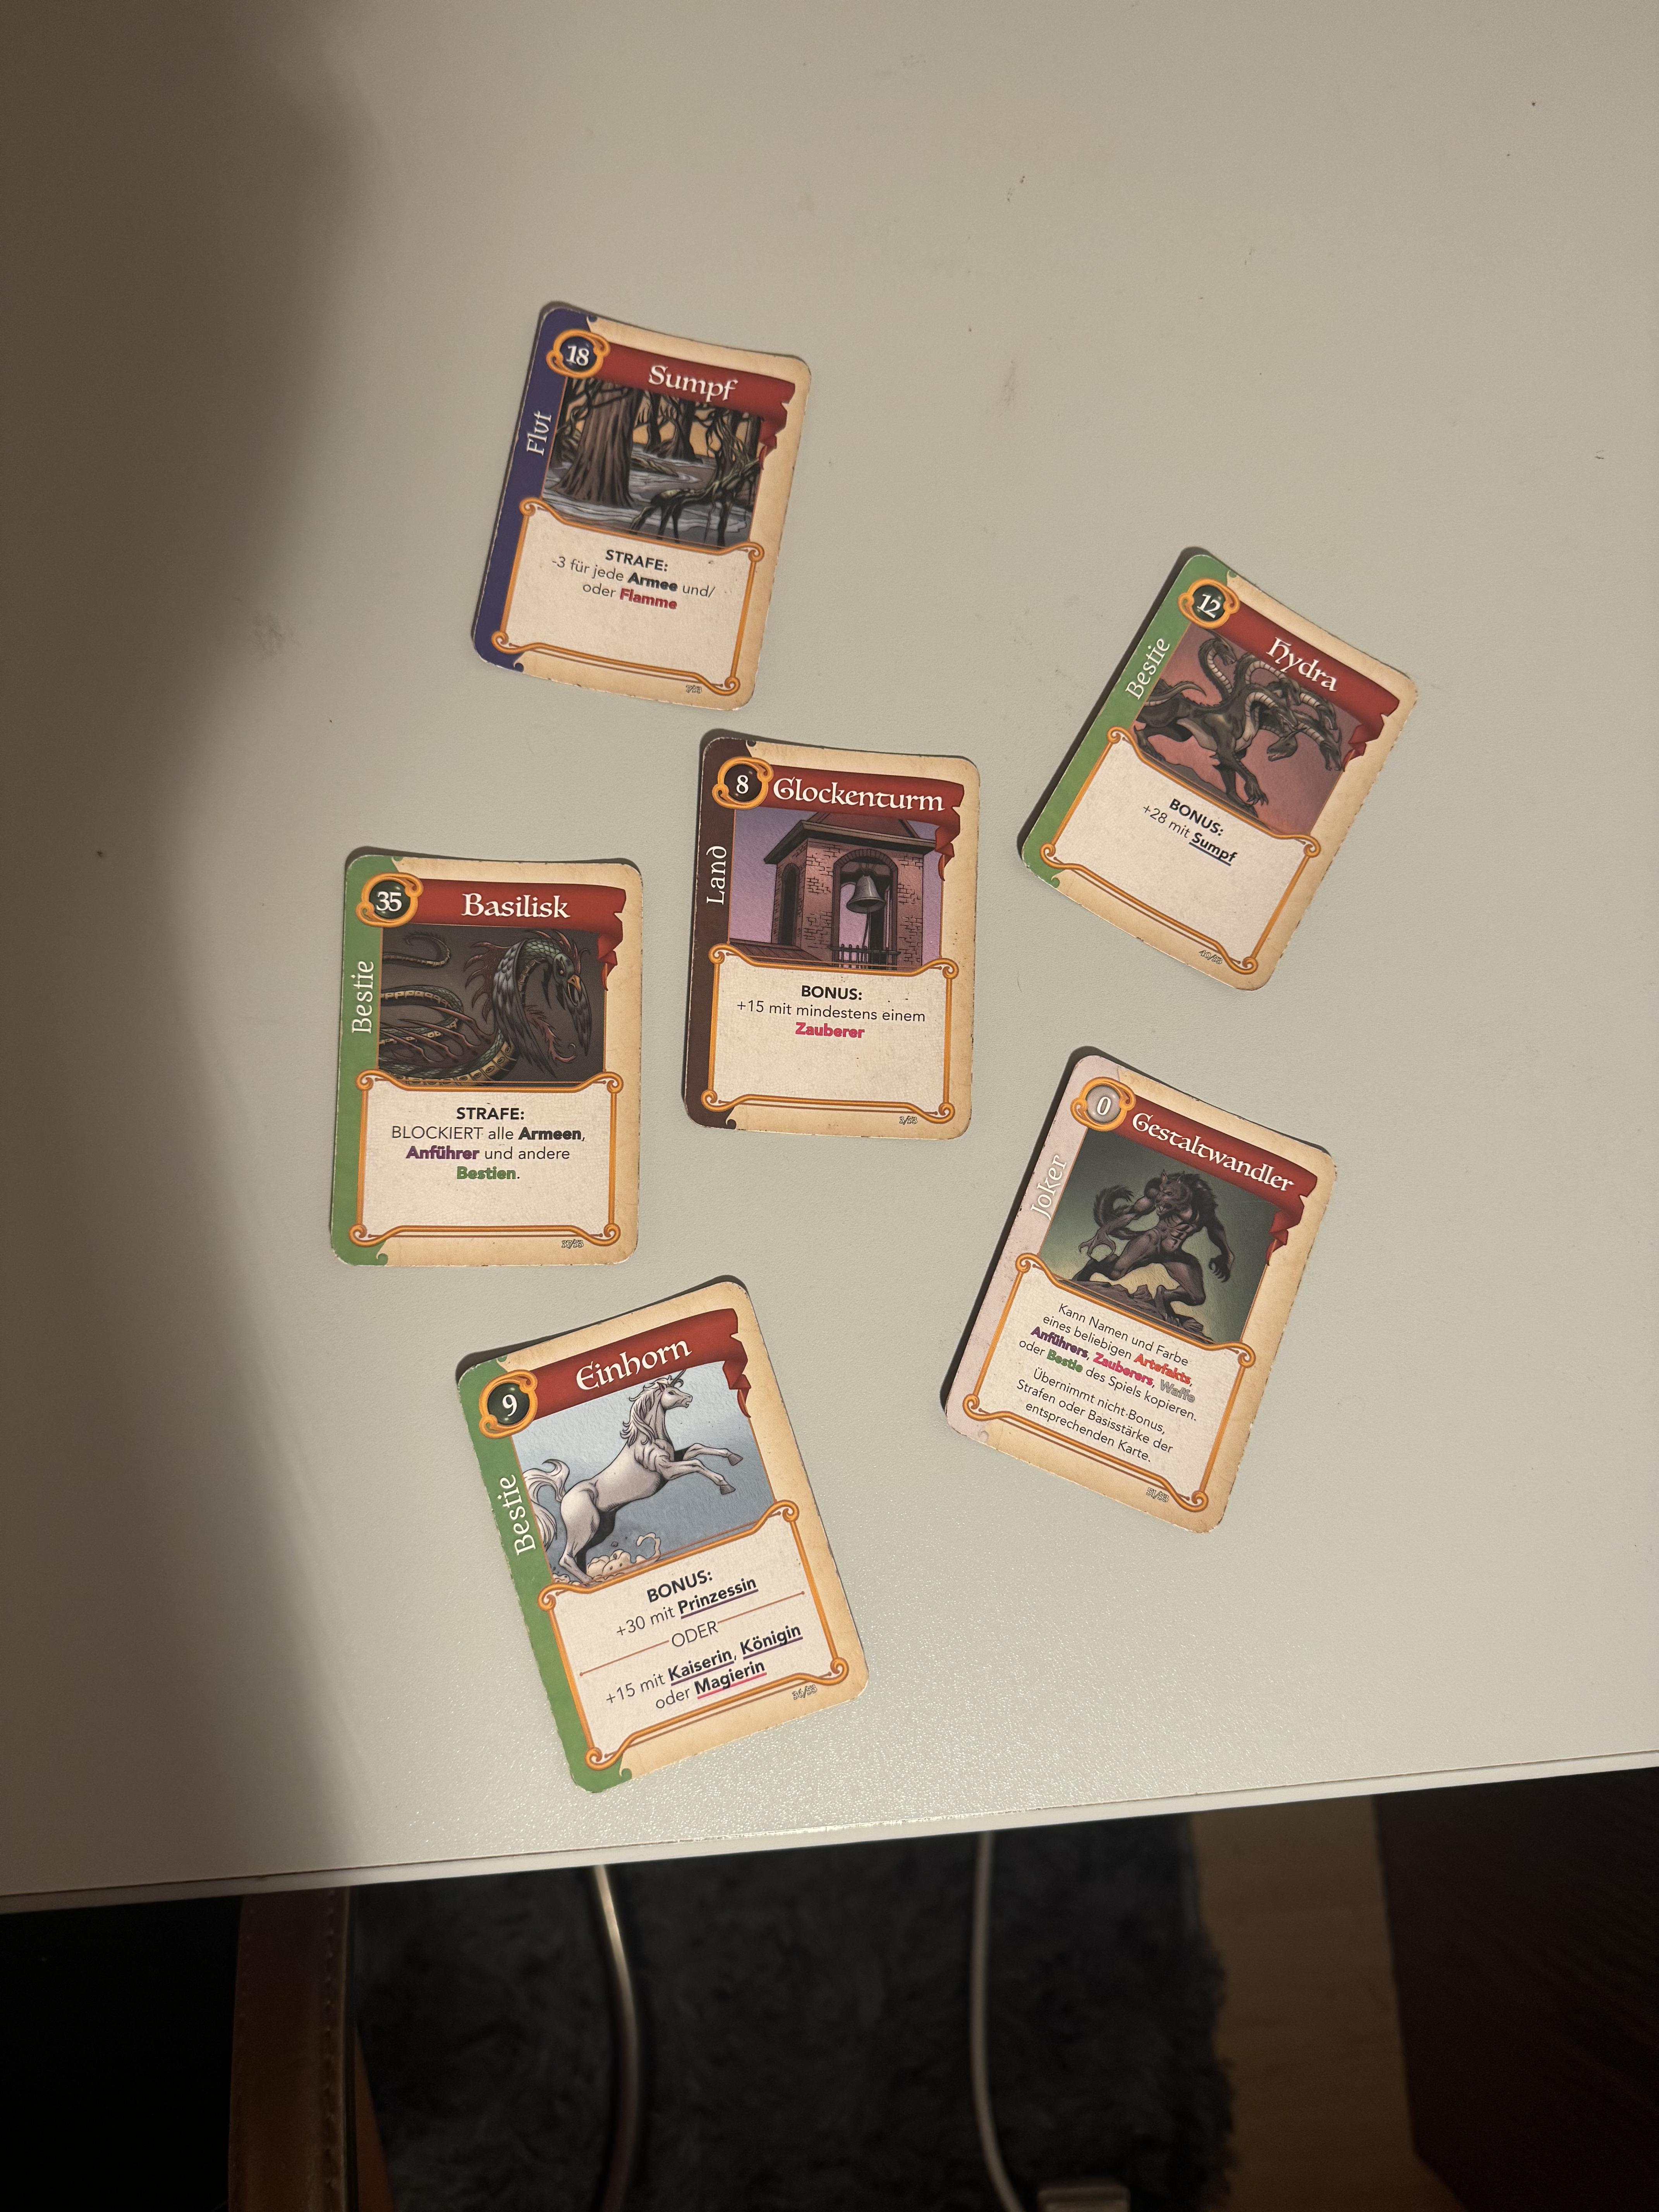 18
Sumpf
Flut
STRAFE:
-3 für jede Armee und/
oder Flamme
12
Hydra
Bestie
BONUS:
+28 mit Sumpf
8
Glockenturm
Land
BONUS:
+15 mit mindestens einem
Zauberer
35
Basilisk
Bestie
STRAFE:
BLOCKIERT alle Armeen,
Anführer und andere
Bestien.
0
Gestaltwandler
Joker
Kann Namen und Farbe
eines beliebigen Artefakts,
Anführers, Zauberers, Waffe
oder Bestie des Spiels kopieren.
Übernimmt nicht Bonus,
Strafen oder Basisstärke der
entsprechenden Karte.
51/53
9
Einhorn
Bestie
BONUS:
+30 mit Prinzessin
ODER
+15 mit Kaiserin, Königin
oder Magierin
36/53